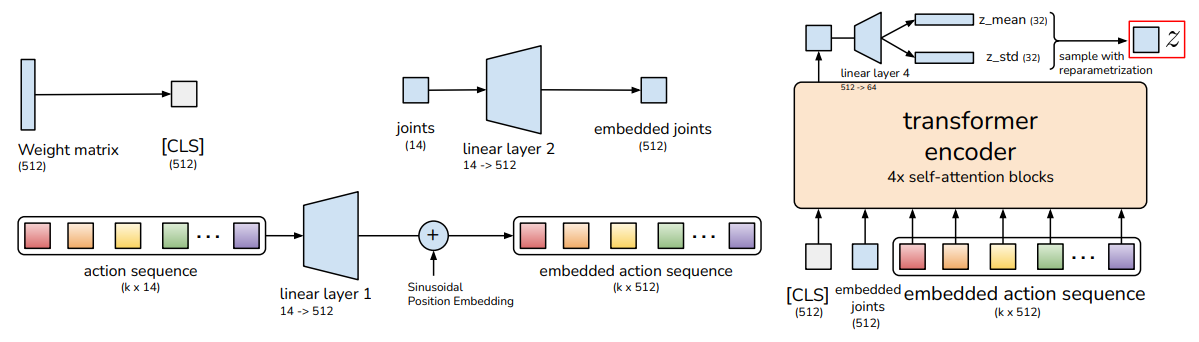 Weight matrix
(512)
[CLS]
(512)
joints
(14)
linear layer 2
14 -> 512
embedded joints
(512)
action sequence
(k x 14)
linear layer 1
14 -> 512
+
Sinusoidal
Position Embedding
embedded action sequence
(k x 512)
z_mean (32)
z_std (32)
linear layer 4
512 -> 64
sample with
reparametrization
z
transformer
encoder
4x self-attention blocks
[CLS]
(512)
embedded
joints
(512)
embedded action sequence
(k x 512)